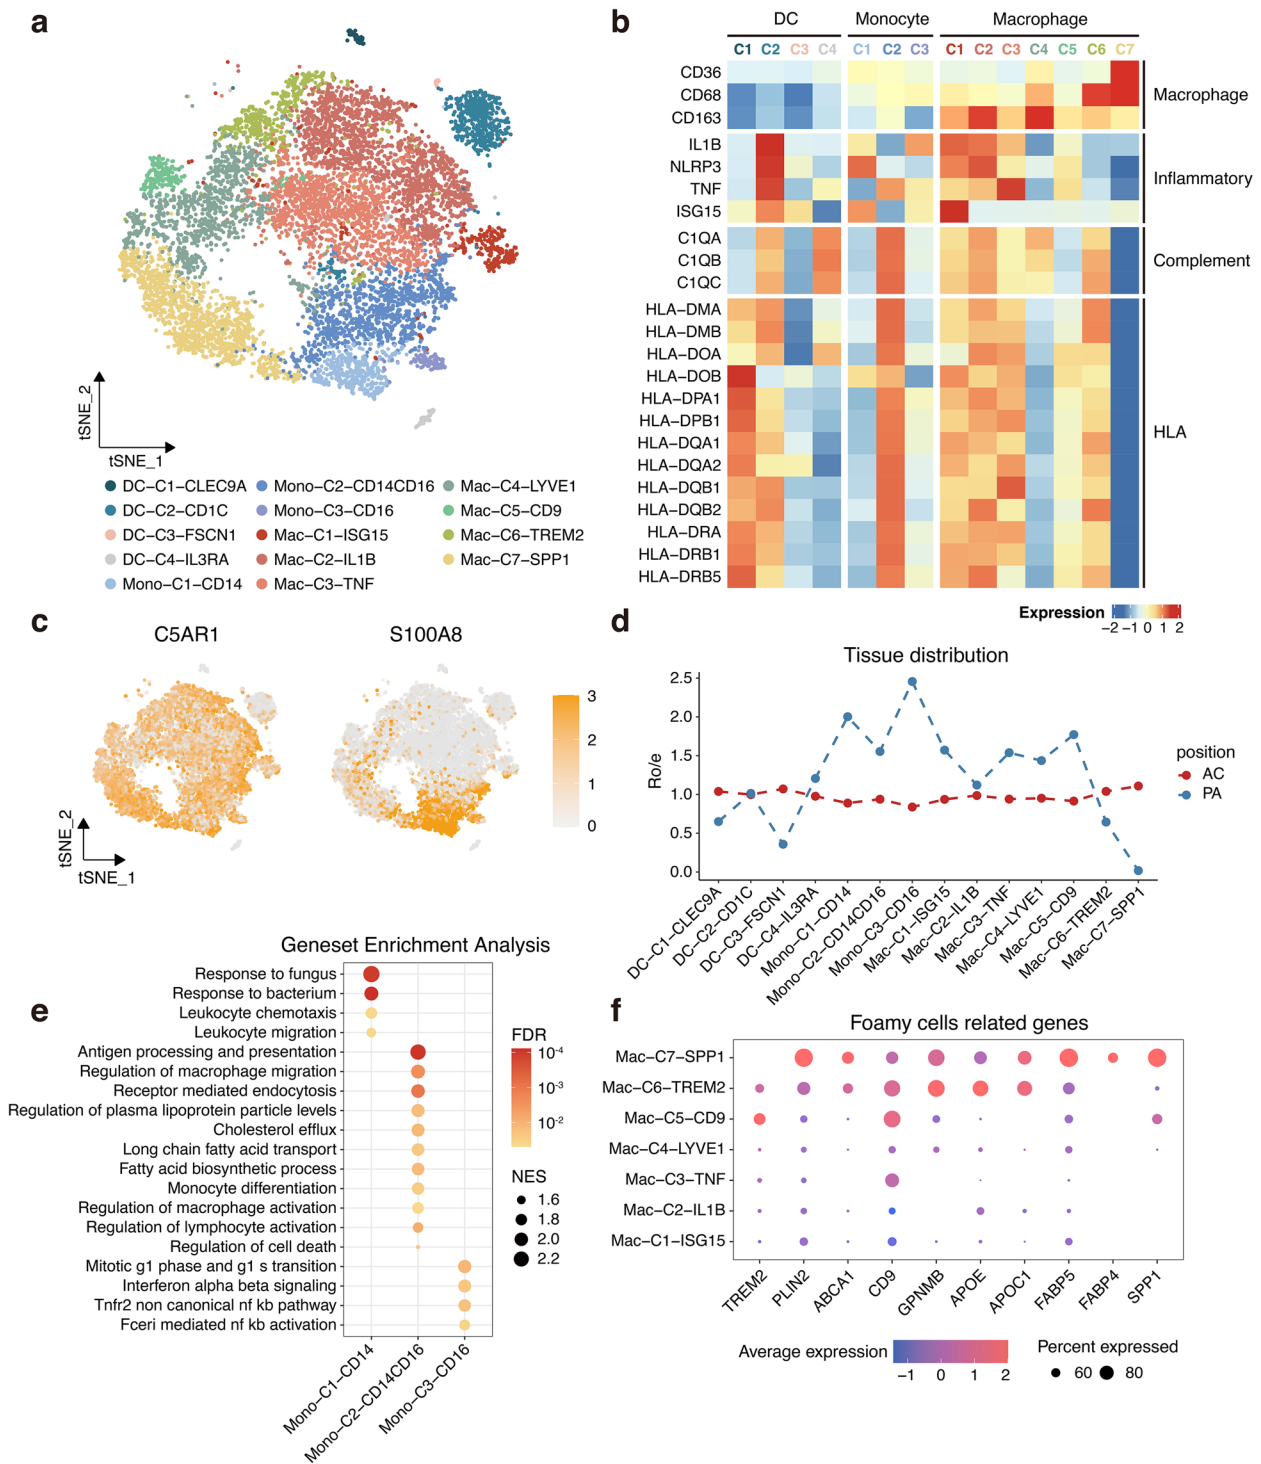 a
tSNE_2
tSNE_1
DC−C1−CLEC9A
DC−C2−CD1C
DC−C3−FSCN1
DC−C4−IL3RA
Mono−C1−CD14
Mono−C2−CD14CD16
Mono−C3−CD16
Mac−C1−ISG15
Mac−C2−IL1B
Mac−C3−TNF
Mac−C4−LYVE1
Mac−C5−CD9
Mac−C6−TREM2
Mac−C7−SPP1
b
DC Monocyte Macrophage
C1 C2 C3 C4 C1 C2 C3 C1 C2 C3 C4 C5 C6 C7
CD36
CD68
CD163
Macrophage
IL1B
NLRP3
TNF
ISG15
Inflammatory
C1QA
C1QB
C1QC
Complement
HLA−DMA
HLA−DMB
HLA−DOA
HLA−DOB
HLA−DPA1
HLA−DPB1
HLA−DQA1
HLA−DQA2
HLA−DQB1
HLA−DQB2
HLA−DRA
HLA−DRB1
HLA−DRB5
HLA
Expression
−2 −1 0 1 2
c
C5AR1 S100A8
3
2
1
0
tSNE_2
tSNE_1
d
Tissue distribution
Ro/e
2.5
2.0
1.5
1.0
0.5
0.0
DC−C1−CLEC9A
DC−C2−CD1C
DC−C3−FSCN1
DC−C4−IL3RA
Mono−C1−CD14
Mono−C2−CD14CD16
Mono−C3−CD16
Mac−C1−ISG15
Mac−C2−IL1B
Mac−C3−TNF
Mac−C4−LYVE1
Mac−C5−CD9
Mac−C6−TREM2
Mac−C7−SPP1
position
AC
PA
e
Geneset Enrichment Analysis
Response to fungus
Response to bacterium
Leukocyte chemotaxis
Leukocyte migration
Antigen processing and presentation
Regulation of macrophage migration
Receptor mediated endocytosis
Regulation of plasma lipoprotein particle levels
Cholesterol efflux
Long chain fatty acid transport
Fatty acid biosynthetic process
Monocyte differentiation
Regulation of macrophage activation
Regulation of lymphocyte activation
Regulation of cell death
Mitotic g1 phase and g1 s transition
Interferon alpha beta signaling
Tnfr2 non canonical nf kb pathway
Fceri mediated nf kb activation
Mono−C1−CD14
Mono−C2−CD14CD16
Mono−C3−CD16
FDR
10⁻⁴
10⁻³
10⁻²
NES
1.6
1.8
2.0
2.2
f
Foamy cells related genes
Mac−C7−SPP1
Mac−C6−TREM2
Mac−C5−CD9
Mac−C4−LYVE1
Mac−C3−TNF
Mac−C2−IL1B
Mac−C1−ISG15
TREM2
PLIN2
ABCA1
CD9
GPNMB
APOE
APOC1
FABP5
FABP4
SPP1
Average expression
−1 0 1 2
Percent expressed
60 80